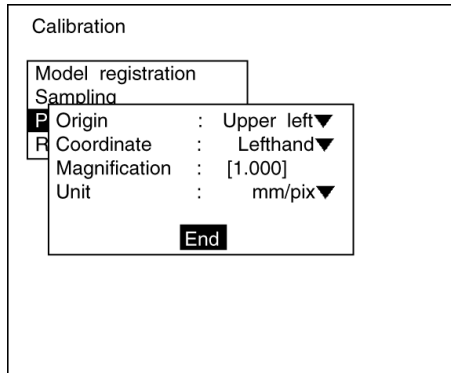 Calibration
Model registration
Sampling
P
R
Origin : Upper left▼
Coordinate : Lefthand▼
Magnification : [1.000]
Unit : mm/pix▼
End